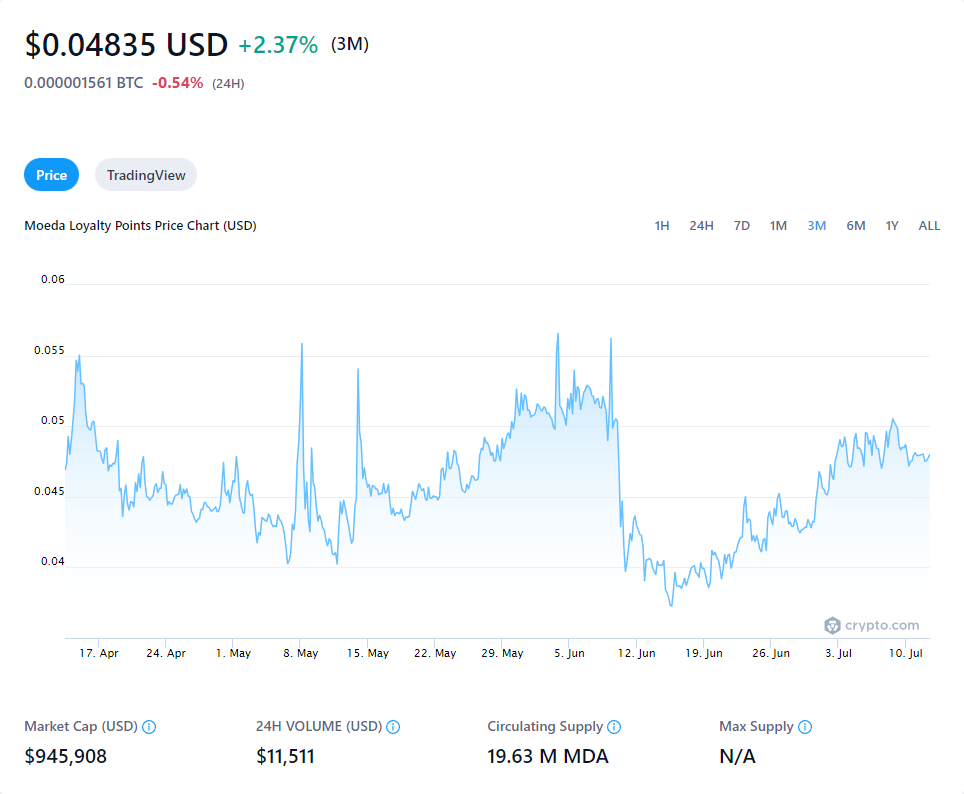 $0.04835 USD +2.37% (3M)
0.000001561 BTC -0.54% (24H)
Price TradingView
Moeda Loyalty Points Price Chart (USD) 1H 24H 7D 1M 3M 6M 1Y ALL
0.06
0.055
0.05
0.045
0.04
crypto.com
17. Apr 24. Apr 1. May 8. May 15. May 22. May 29. May 5. Jun 12. Jun 19. Jun 26. Jun 3. Jul 10. Jul
Market Cap (USD) 24H VOLUME (USD) Circulating Supply Max Supply
$945,908 $11,511 19.63 M MDA N/A